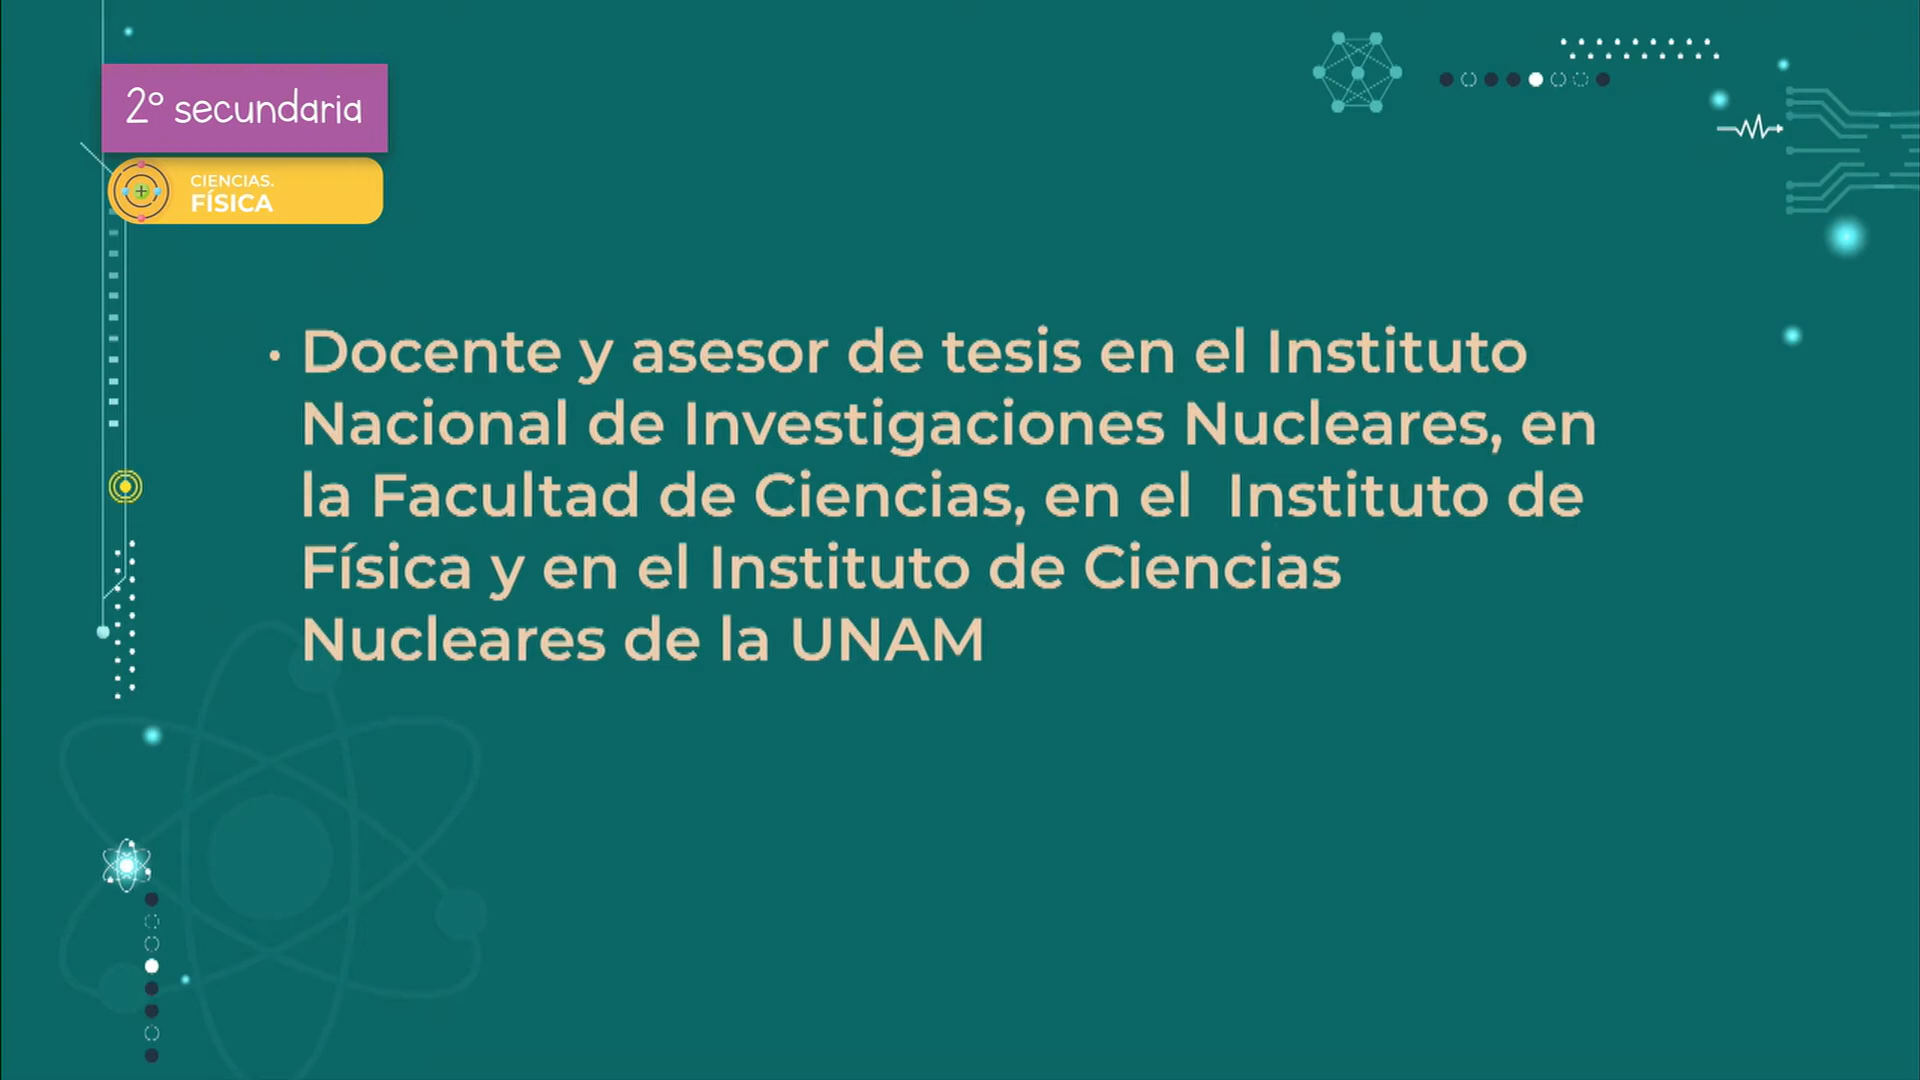 2° secundaria
CIENCIAS.
FÍSICA
• Docente y asesor de tesis en el Instituto
Nacional de Investigaciones Nucleares, en
la Facultad de Ciencias, en el  Instituto de
Física y en el Instituto de Ciencias
Nucleares de la UNAM